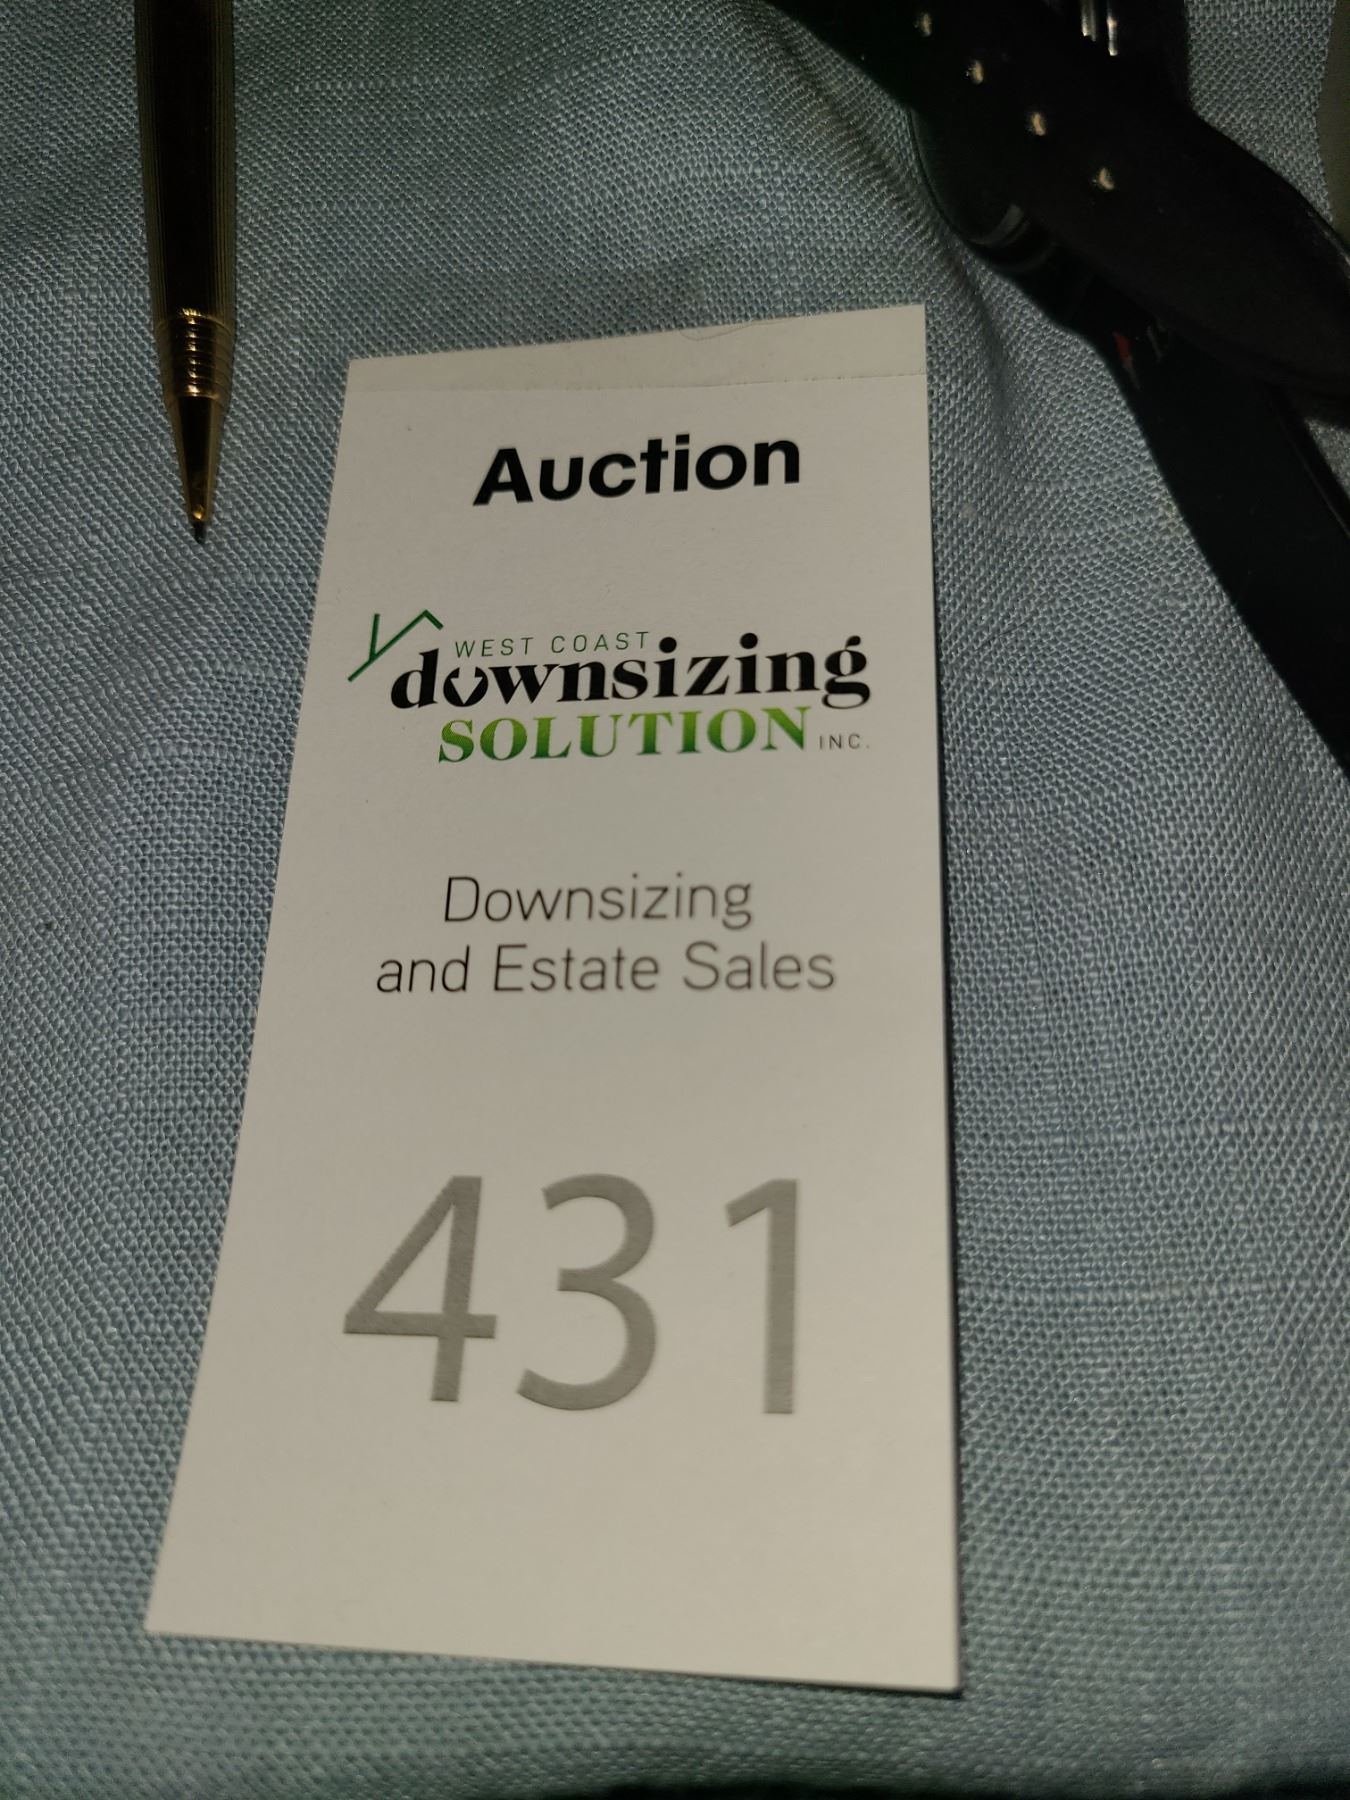 Auction
WEST COAST
downsizing
SOLUTION INC.
Downsizing
and Estate Sales
431